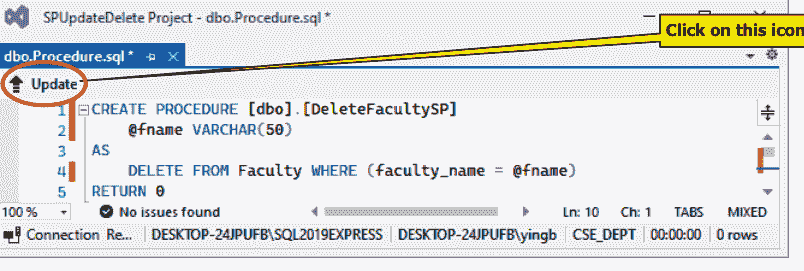 SPUpdateDelete Project - dbo.Procedure.sql *
Click on this icon
dbo.Procedure.sql *
Update
1 CREATE PROCEDURE [dbo].[DeleteFacultySP]
2 @fname VARCHAR(50)
3 AS
4 DELETE FROM Faculty WHERE (faculty_name = @fname)
5 RETURN 0
100 % No issues found Ln: 10 Ch: 1 TABS MIXED
Connection Re... DESKTOP-24JPUFB\SQL2019EXPRESS DESKTOP-24JPUFB\yingb CSE_DEPT 00:00:00 0 rows